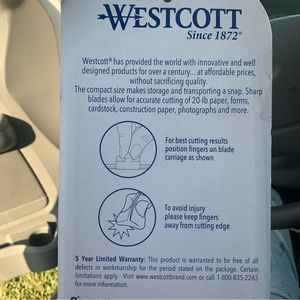 WESTCOTT
Since 1872®
Westcott® has provided the world with innovative and well
designed products for over a century... at affordable prices,
without sacrificing quality.
The compact size makes storage and transporting a snap. Sharp
blades allow for accurate cutting of 20-lb paper, forms,
cardstock, construction paper, photographs and more.
For best cutting results
position fingers on blade
carriage as shown
To avoid injury
please keep fingers
away from cutting edge
5 Year Limited Warranty: This product is warranted to be free of all
defects in workmanship for the period stated on the package. Certain
limitations apply. Visit www.westcottbrand.com or call 1-800-835-2263
for more information.